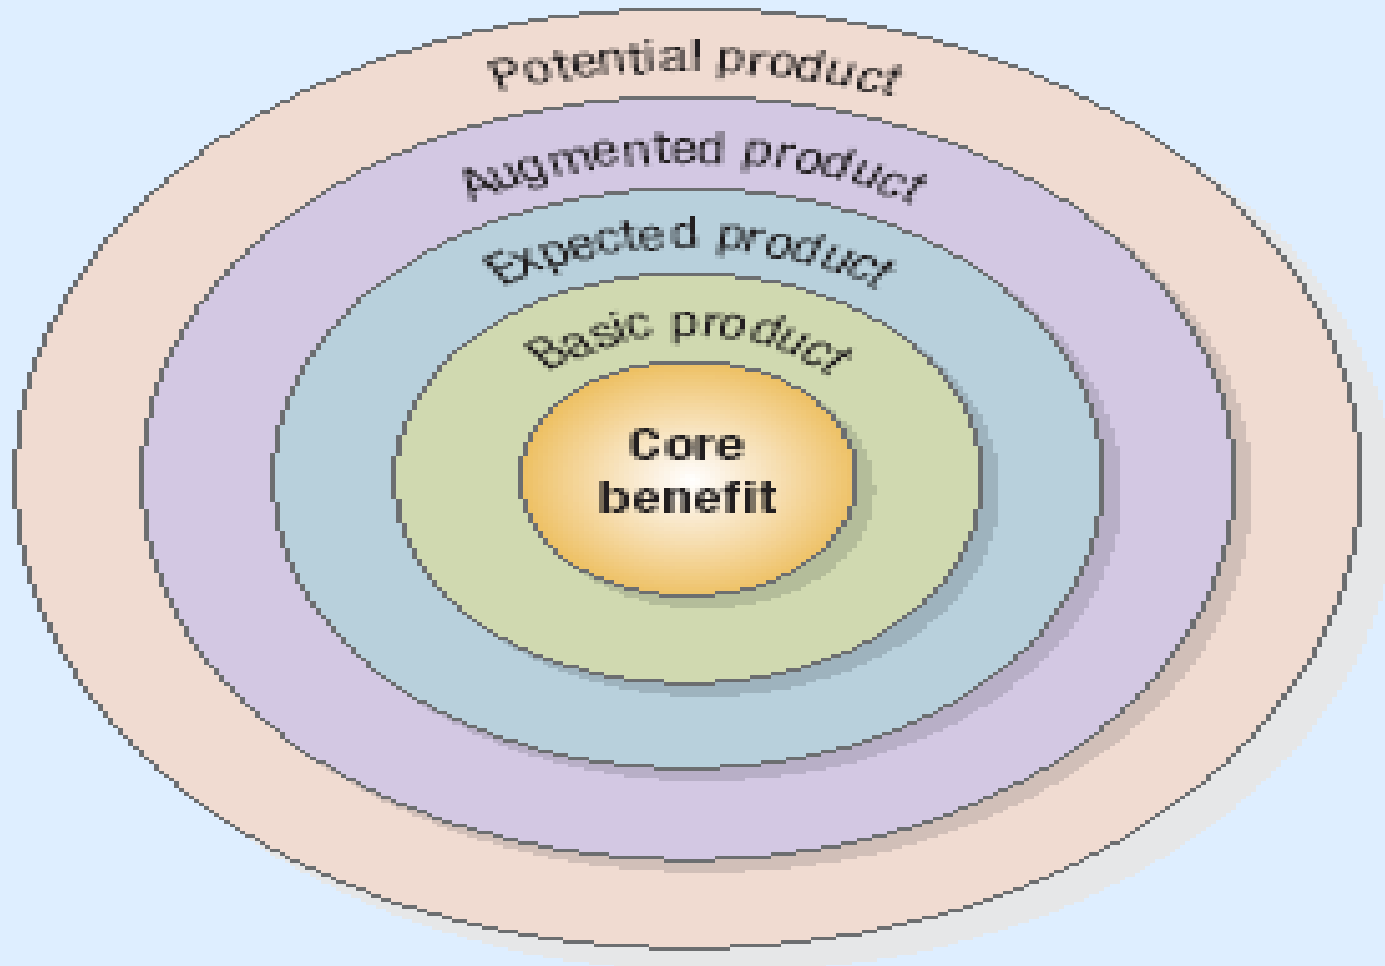 Potential product
Augmented product
Expected product
Basic product
Core
benefit